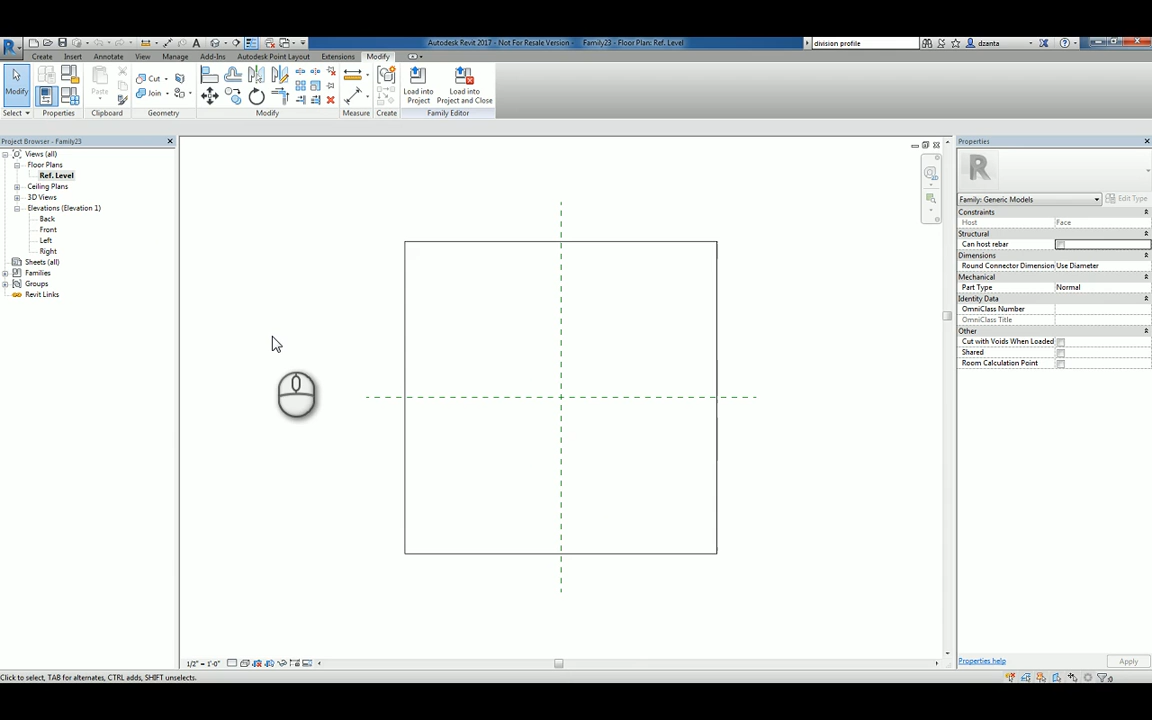 Autodesk Revit 2017 - Not For Resale Version - Family23 - Floor Plan: Ref. Level
division profile
dzanta
Create Insert Annotate View Manage Add-Ins Autodesk Point Layout Extensions Modify
Modify
Paste
Cut
Join
Load into
Project
Load into
Project and Close
Select Properties Clipboard Geometry Modify Measure Create Family Editor
Project Browser - Family23
Views (all)
Floor Plans
Ref. Level
Ceiling Plans
3D Views
Elevations (Elevation 1)
Back
Front
Left
Right
Sheets (all)
Families
Groups
Revit Links
Properties
Family: Generic Models
Edit Type
Constraints
Host Face
Structural
Can host rebar
Dimensions
Round Connector Dimension Use Diameter
Mechanical
Part Type Normal
Identity Data
OmniClass Number
OmniClass Title
Other
Cut with Voids When Loaded
Shared
Room Calculation Point
Properties help
Apply
1/2" = 1'-0"
Click to select, TAB for alternates, CTRL adds, SHIFT unselects.
:0